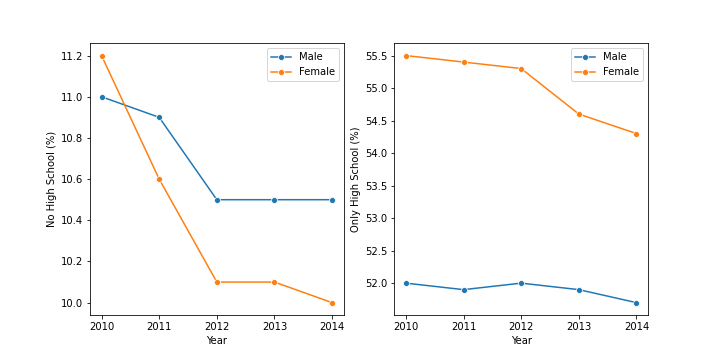 No High School (%)
11.2
11.0
10.8
10.6
10.4
10.2
10.0
2010 2011 2012 2013 2014
Year
Male
Female
Only High School (%)
55.5
55.0
54.5
54.0
53.5
53.0
52.5
52.0
2010 2011 2012 2013 2014
Year
Male
Female